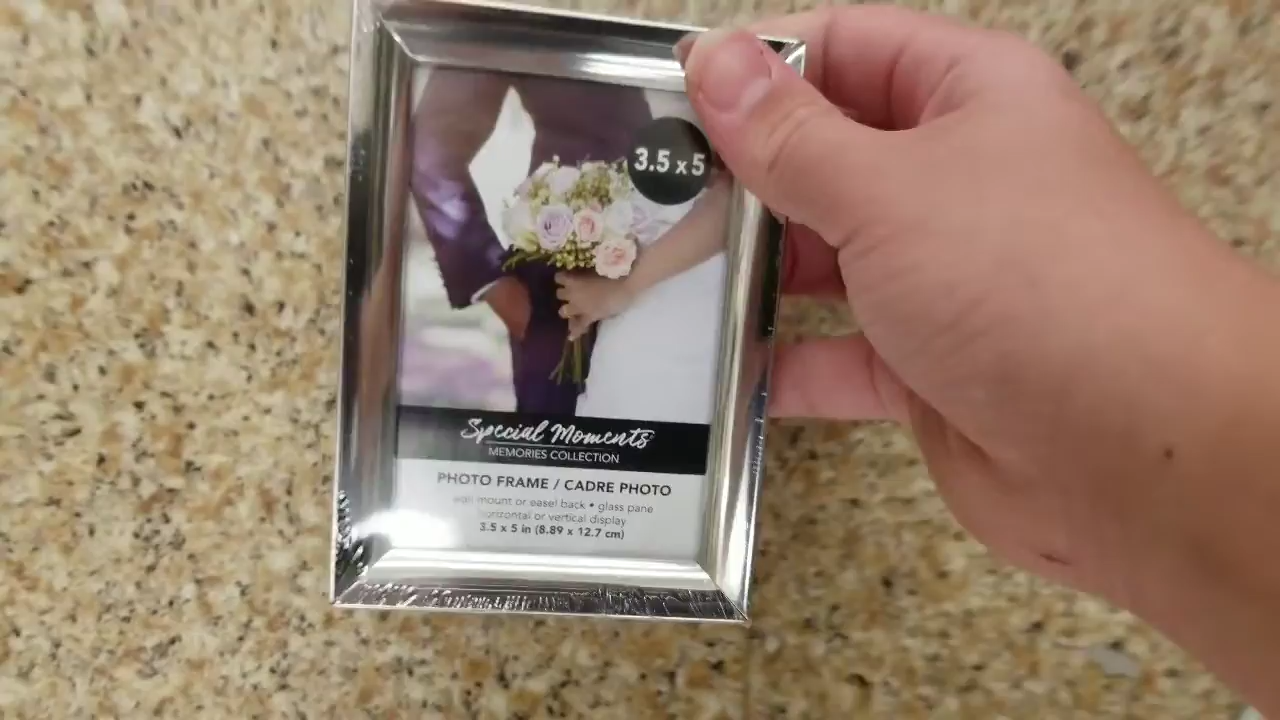 3.5 x 5
Special Moments
MEMORIES COLLECTION
PHOTO FRAME / CADRE PHOTO
wall mount or easel back • glass pane
horizontal or vertical display
3.5 x 5 in (8.89 x 12.7 cm)